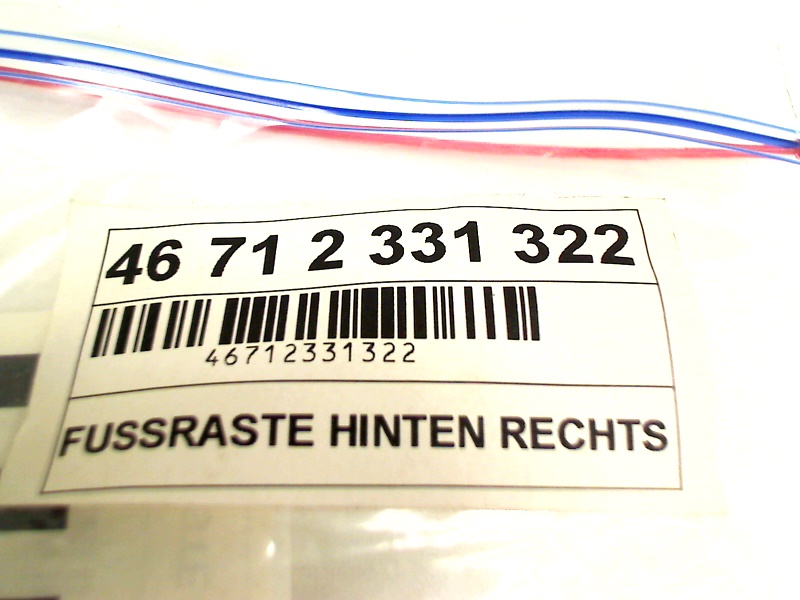 46 71 2 331 322
46712331322
FUSSRASTE HINTEN RECHTS